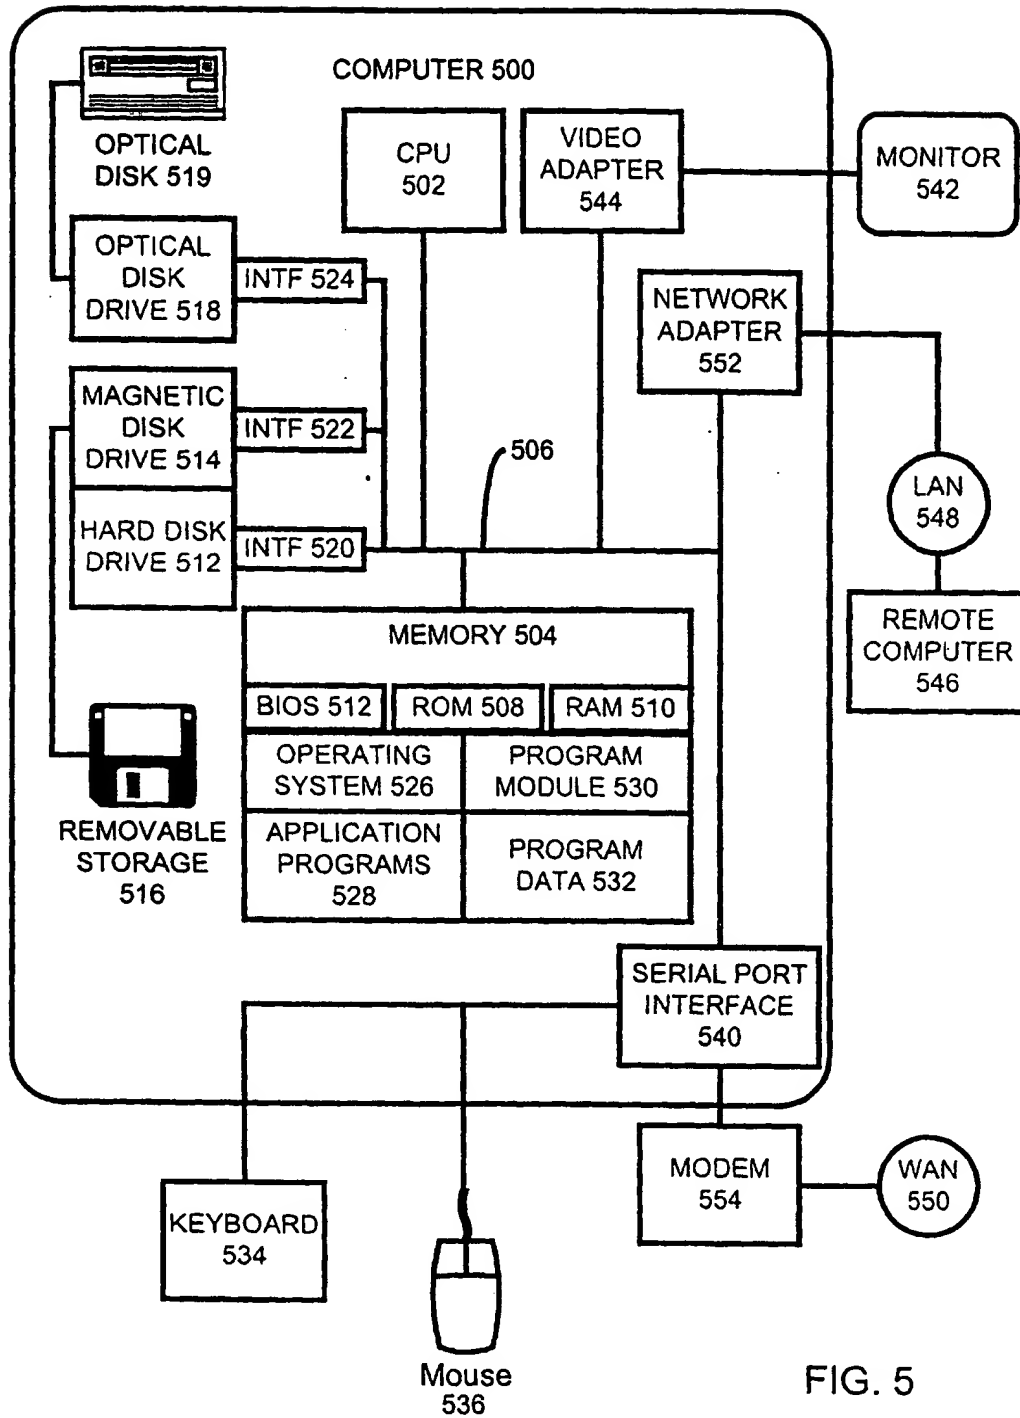 COMPUTER 500
OPTICAL
DISK 519
CPU
502
VIDEO
ADAPTER
544
MONITOR
542
OPTICAL
DISK
DRIVE 518
INTF 524
NETWORK
ADAPTER
552
MAGNETIC
DISK
DRIVE 514
INTF 522
506
LAN
548
HARD DISK
DRIVE 512
INTF 520
REMOTE
COMPUTER
546
MEMORY 504
BIOS 512
ROM 508
RAM 510
OPERATING
SYSTEM 526
PROGRAM
MODULE 530
REMOVABLE
STORAGE
516
APPLICATION
PROGRAMS
528
PROGRAM
DATA 532
SERIAL PORT
INTERFACE
540
MODEM
554
WAN
550
KEYBOARD
534
Mouse
536
FIG. 5